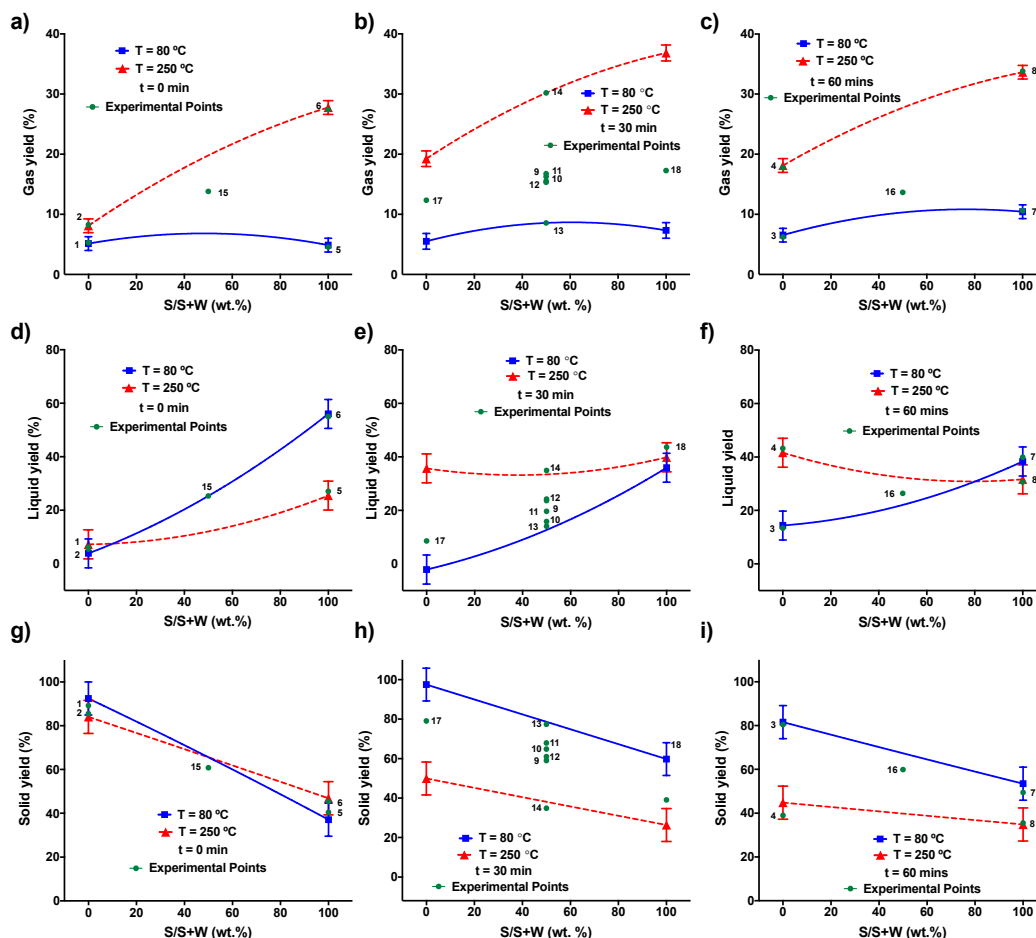 a)
T = 80 ºC
T = 250 ºC
t = 0 min
Experimental Points
Gas yield (%)
40
30
20
10
0
0 20 40 60 80 100
S/S+W (wt.%)
1
2
15
6
5
b)
T = 80 °C
T = 250 °C
t = 30 min
Experimental Points
Gas yield (%)
40
30
20
10
0
0 20 40 60 80 100
S/S+W (wt.%)
17
14
9
11
10
12
13
18
c)
T = 80 ºC
T = 250 ºC
t = 60 mins
Experimental Points
Gas yield (%)
40
30
20
10
0
0 20 40 60 80 100
S/S+W (wt.%)
4
3
16
8
7
d)
T = 80 ºC
T = 250 ºC
t = 0 min
Experimental Points
Liquid yield (%)
80
60
40
20
0
0 20 40 60 80 100
S/S+W (wt.%)
1
2
15
6
5
e)
T = 80 °C
T = 250 °C
t = 30 min
Experimental Points
Liquid yield (%)
80
60
40
20
0
0 20 40 60 80 100
S/S+W (wt. %)
17
14
12
11
9
10
13
18
f)
T = 80 ºC
T = 250 ºC
t = 60 mins
Experimental Points
Liquid yield
80
60
40
20
0
0 20 40 60 80 100
S/S+W (wt.%)
4
3
16
7
8
g)
T = 80 ºC
T = 250 ºC
t = 0 min
Experimental Points
Solid yield (%)
100
80
60
40
20
0
0 20 40 60 80 100
S/S+W (wt.%)
1
2
15
6
5
h)
T = 80 °C
T = 250 °C
t = 30 min
Experimental Points
Solid yield (%)
100
80
60
40
20
0
0 20 40 60 80 100
S/S+W (wt.%)
17
13
11
10
12
9
14
18
i)
T = 80 ºC
T = 250 ºC
t = 60 mins
Experimental Points
Solid yield (%)
100
80
60
40
20
0
0 20 40 60 80 100
S/S+W (wt.%)
3
4
16
7
8